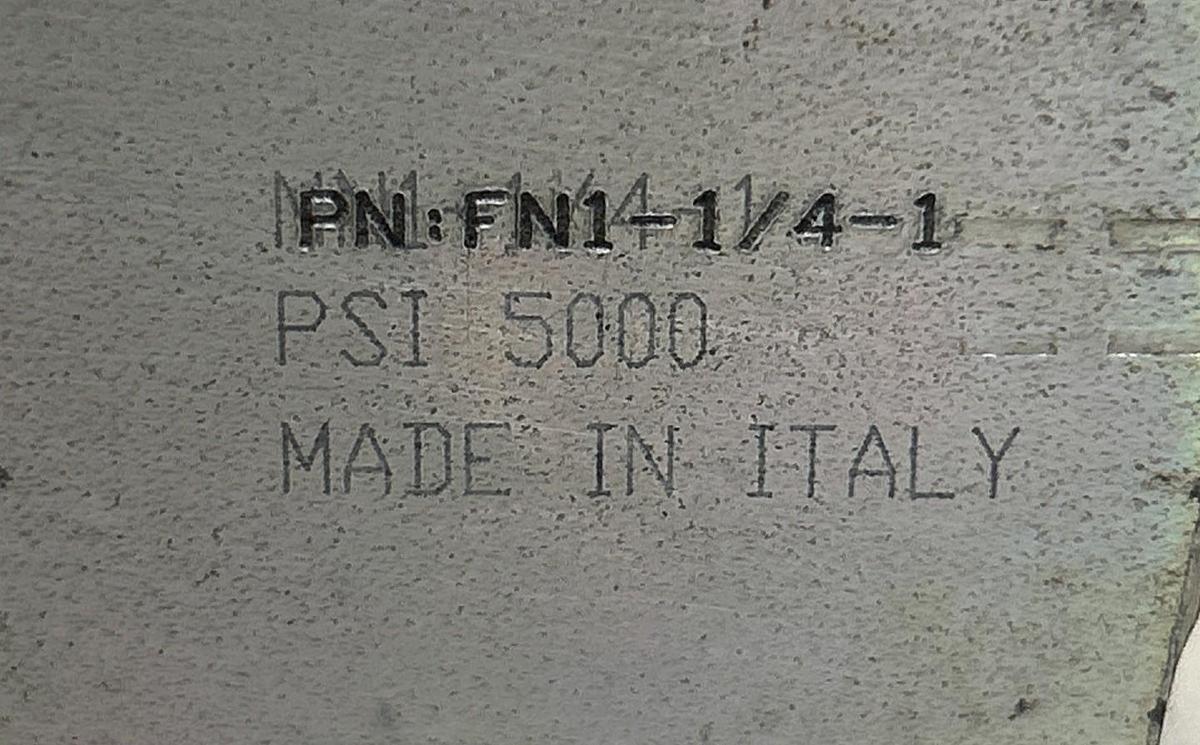 PN:FN1-1/4-1
PSI 5000
MADE IN ITALY